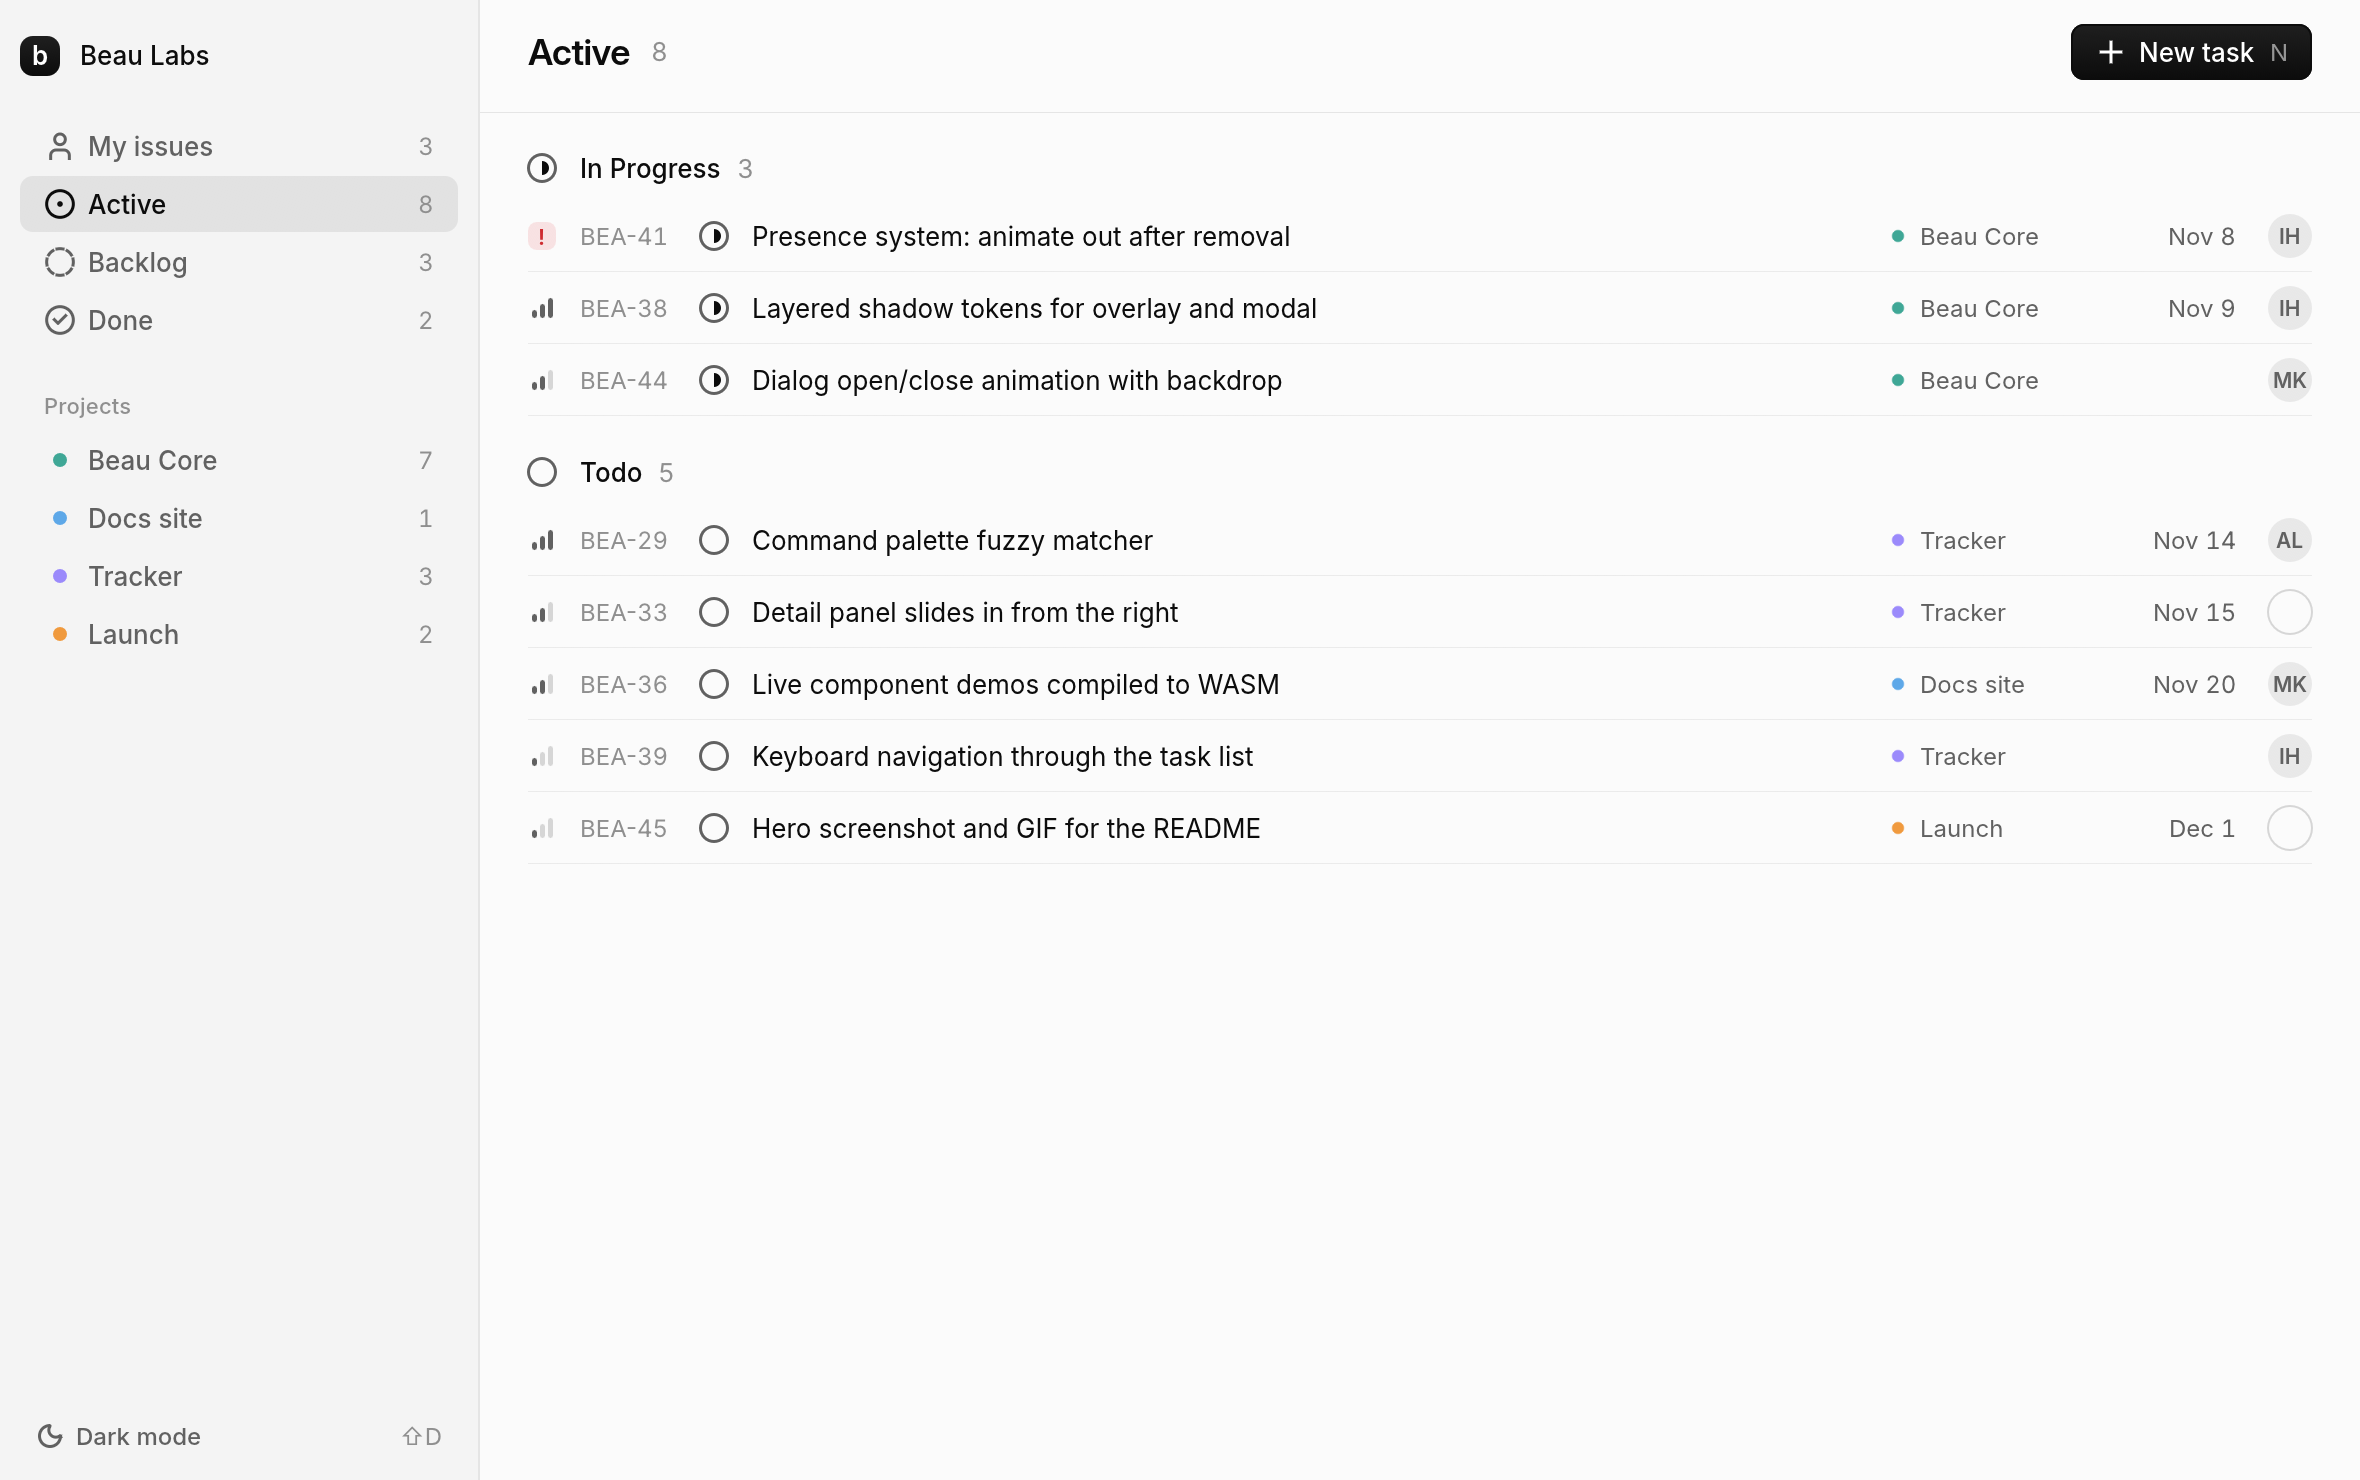 b Beau Labs
My issues 3
Active 8
Backlog 3
Done 2
Projects
Beau Core 7
Docs site 1
Tracker 3
Launch 2
Dark mode ⇧D
Active 8
New task N
In Progress 3
! BEA-41 Presence system: animate out after removal Beau Core Nov 8 IH
BEA-38 Layered shadow tokens for overlay and modal Beau Core Nov 9 IH
BEA-44 Dialog open/close animation with backdrop Beau Core MK
Todo 5
BEA-29 Command palette fuzzy matcher Tracker Nov 14 AL
BEA-33 Detail panel slides in from the right Tracker Nov 15
BEA-36 Live component demos compiled to WASM Docs site Nov 20 MK
BEA-39 Keyboard navigation through the task list Tracker IH
BEA-45 Hero screenshot and GIF for the README Launch Dec 1